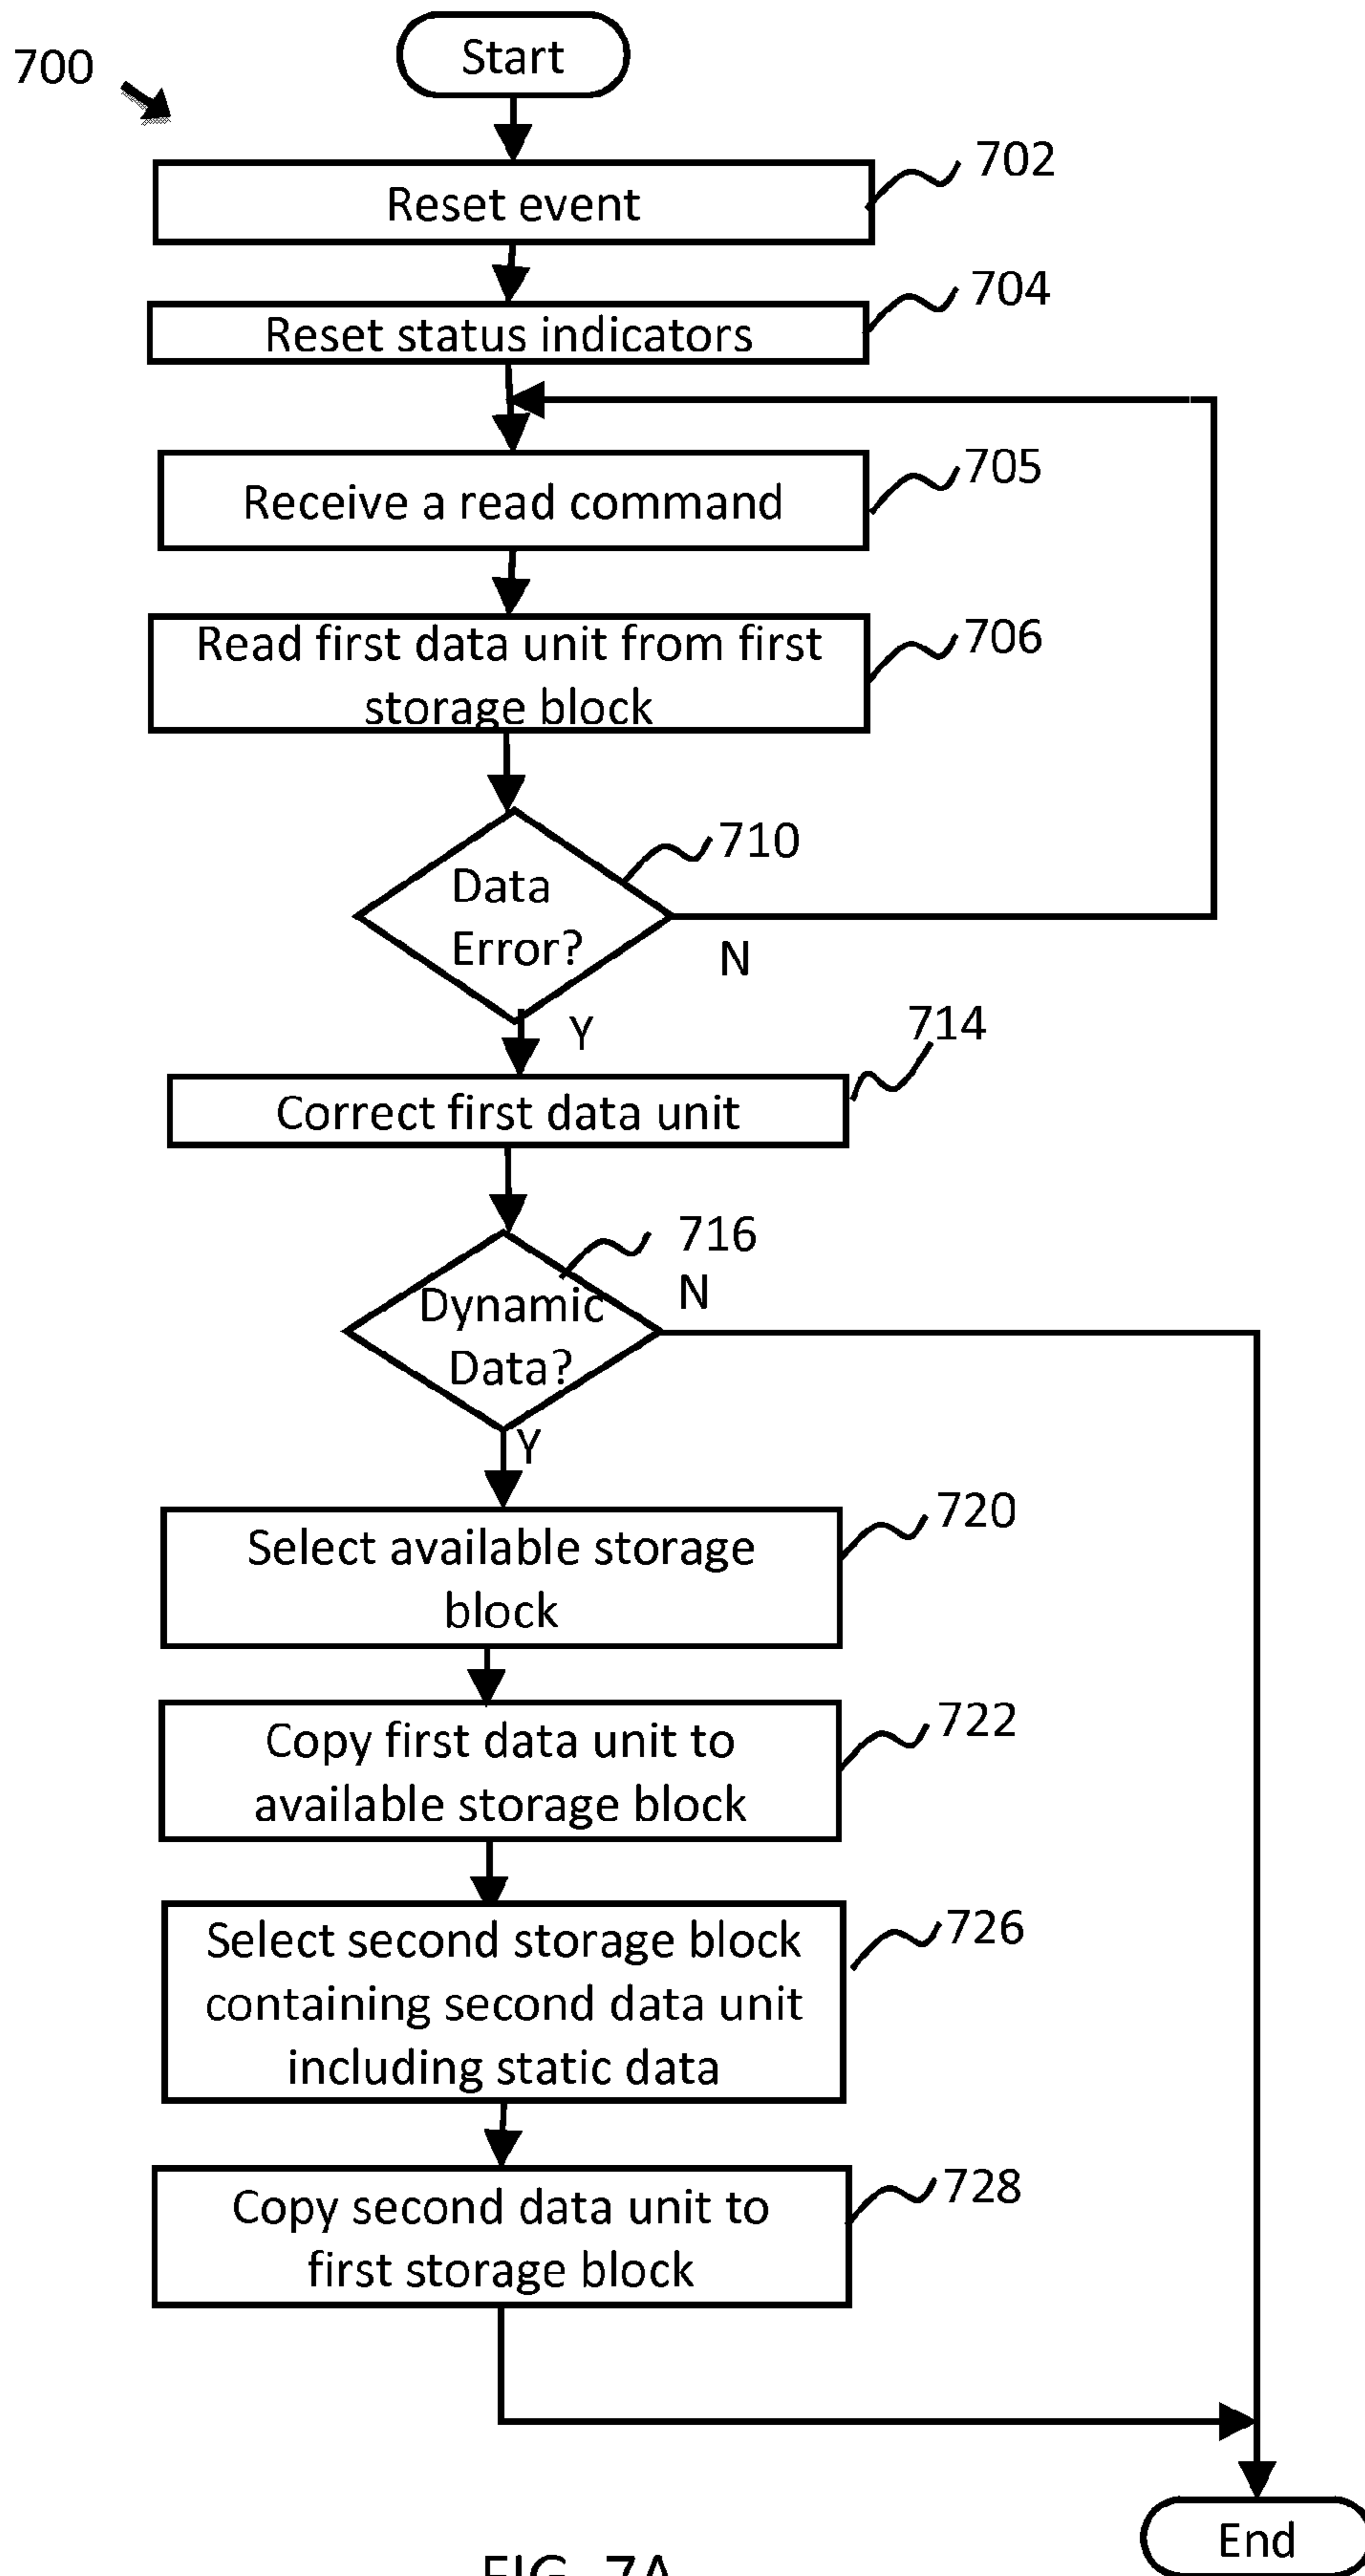 Start
700
702
Reset event
704
Reset status indicators
705
Receive a read command
706
Read first data unit from first
storage block
710
Data
Error?
N
Y
714
Correct first data unit
716
N
Dynamic
Data?
Y
720
Select available storage
block
722
Copy first data unit to
available storage block
726
Select second storage block
containing second data unit
including static data
728
Copy second data unit to
first storage block
End
FIG. 7A